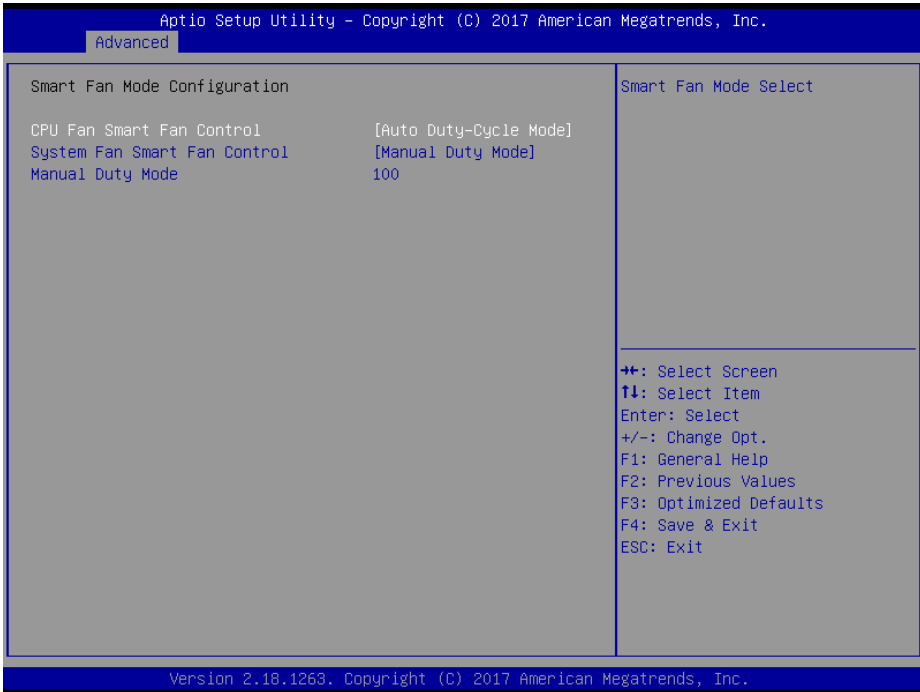 Aptio Setup Utility – Copyright (C) 2017 American Megatrends, Inc.
Advanced
Smart Fan Mode Configuration
CPU Fan Smart Fan Control [Auto Duty-Cycle Mode]
System Fan Smart Fan Control [Manual Duty Mode]
Manual Duty Mode 100
Smart Fan Mode Select
→←: Select Screen
↑↓: Select Item
Enter: Select
+/-: Change Opt.
F1: General Help
F2: Previous Values
F3: Optimized Defaults
F4: Save & Exit
ESC: Exit
Version 2.18.1263. Copyright (C) 2017 American Megatrends, Inc.